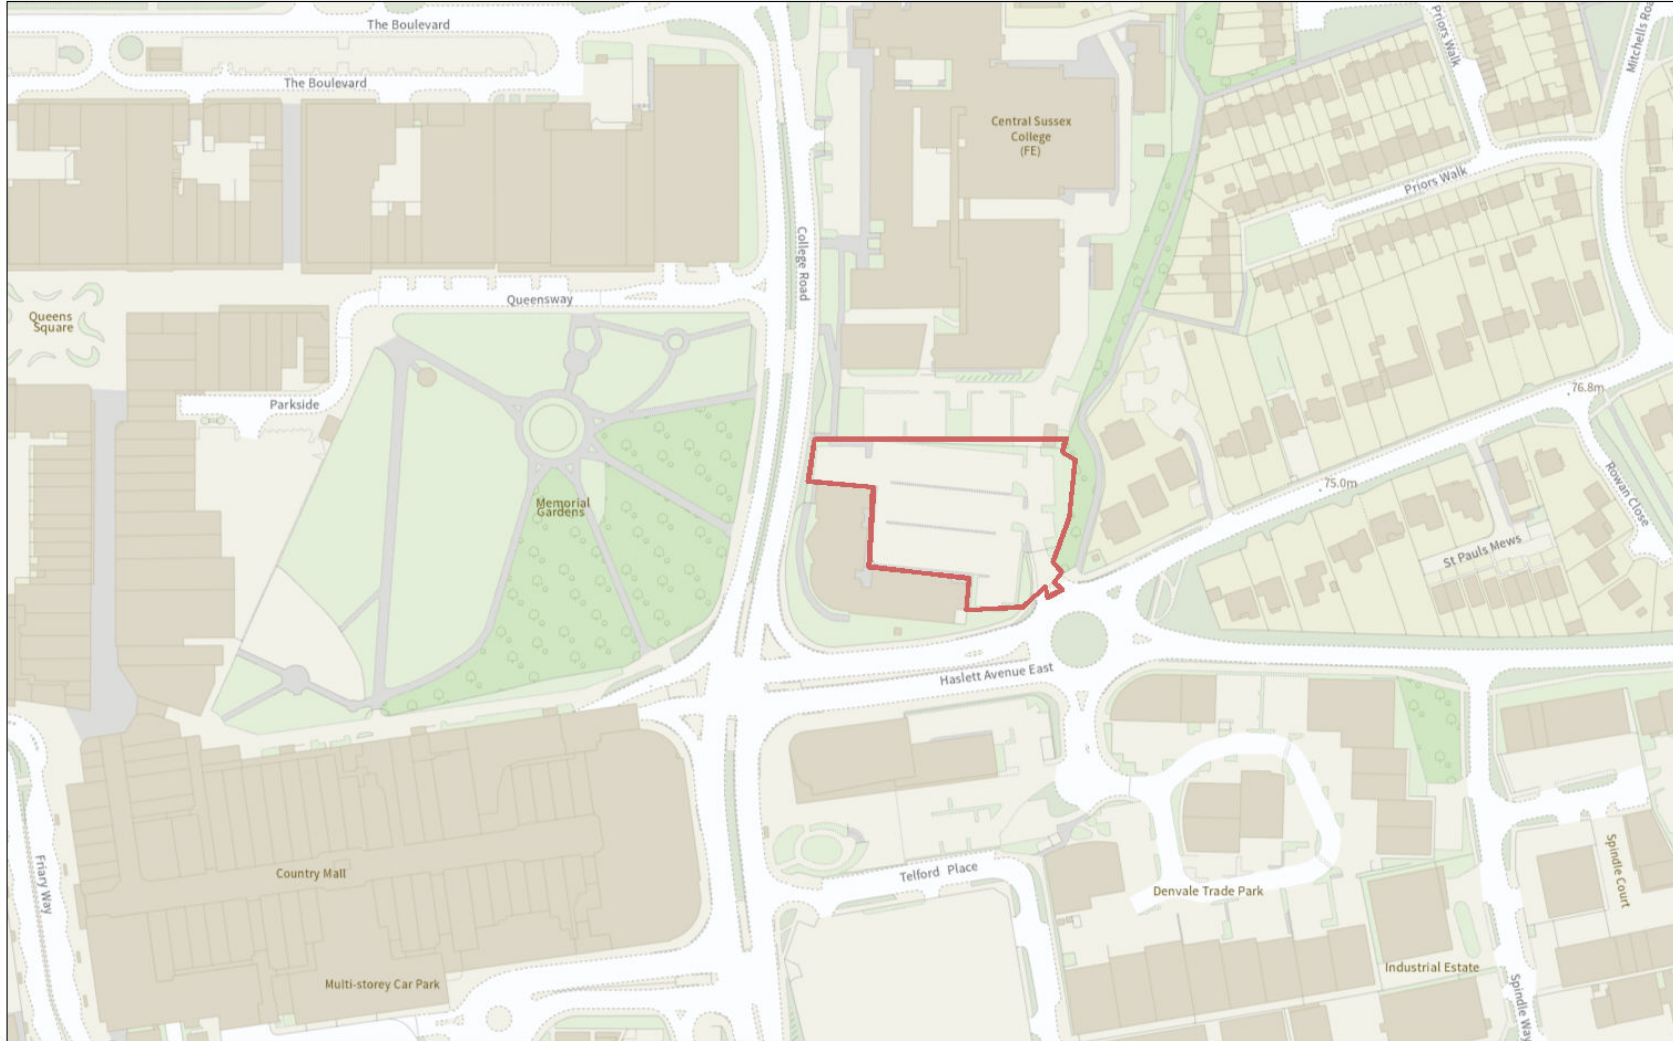 The Boulevard
The Boulevard
Priors Walk
Mitchells Roa
Central Sussex
College
(FE)
Priors Walk
College Road
Queensway
Queens
Square
Parkside
76.8m
75.0m
Rowan Close
Memorial
Gardens
St Pauls Mews
Haslett Avenue East
Country Mall
Telford Place
Friary Way
Denvale Trade Park
Spindle Court
Multi-storey Car Park
Industrial Estate
Spindle Way